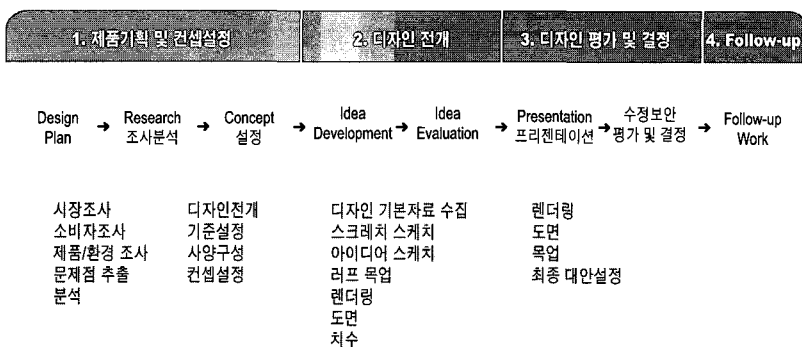 1. 제품기획 및 컨셉설정
2. 디자인 전개
3. 디자인 평가 및 결정
4. Follow-up
Design
Plan
→
Research
조사분석
→
Concept
설정
→
Idea
Development
→
Idea
Evaluation
→
Presentation
프리젠테이션
→
수정보안
평가 및 결정
→
Follow-up
Work
시장조사
소비자조사
제품/환경 조사
문제점 추출
분석
디자인전개
기준설정
사양구성
컨셉설정
디자인 기본자료 수집
스크레치 스케치
아이디어 스케치
러프 목업
렌더링
도면
치수
렌더링
도면
목업
최종 대안설정